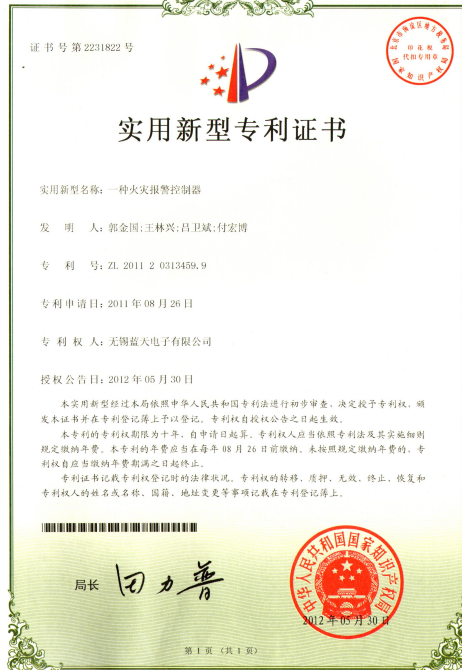 证书号第2231822号
印花税
代扣专用章
国家知识产权局
实用新型专利证书
实用新型名称：一种火灾报警控制器
发明人：郭金国;王林兴;吕卫斌;付宏博
专利号：ZL 2011 2 0313459.9
专利申请日：2011年08月26日
专利权人：无锡蓝天电子有限公司
授权公告日：2012年05月30日
本实用新型经过本局依照中华人民共和国专利法进行初步审查，决定授予专利权，颁
发本证书并在专利登记簿上予以登记。专利权自授权公告之日起生效。
本专利的专利权期限为十年，自申请日起算。专利权人应当依照专利法及其实施细则
规定缴纳年费。本专利的年费应当在每年08月26日前缴纳。未按照规定缴纳年费的，专
利权自应当缴纳年费期满之日起终止。
专利证书记载专利权登记时的法律状况。专利权的转移、质押、无效、终止、恢复和
专利权人的姓名或名称、国籍、地址变更等事项记载在专利登记簿上。
局长 田力普
中华人民共和国国家知识产权局
2012年05月30日
第1页（共1页）